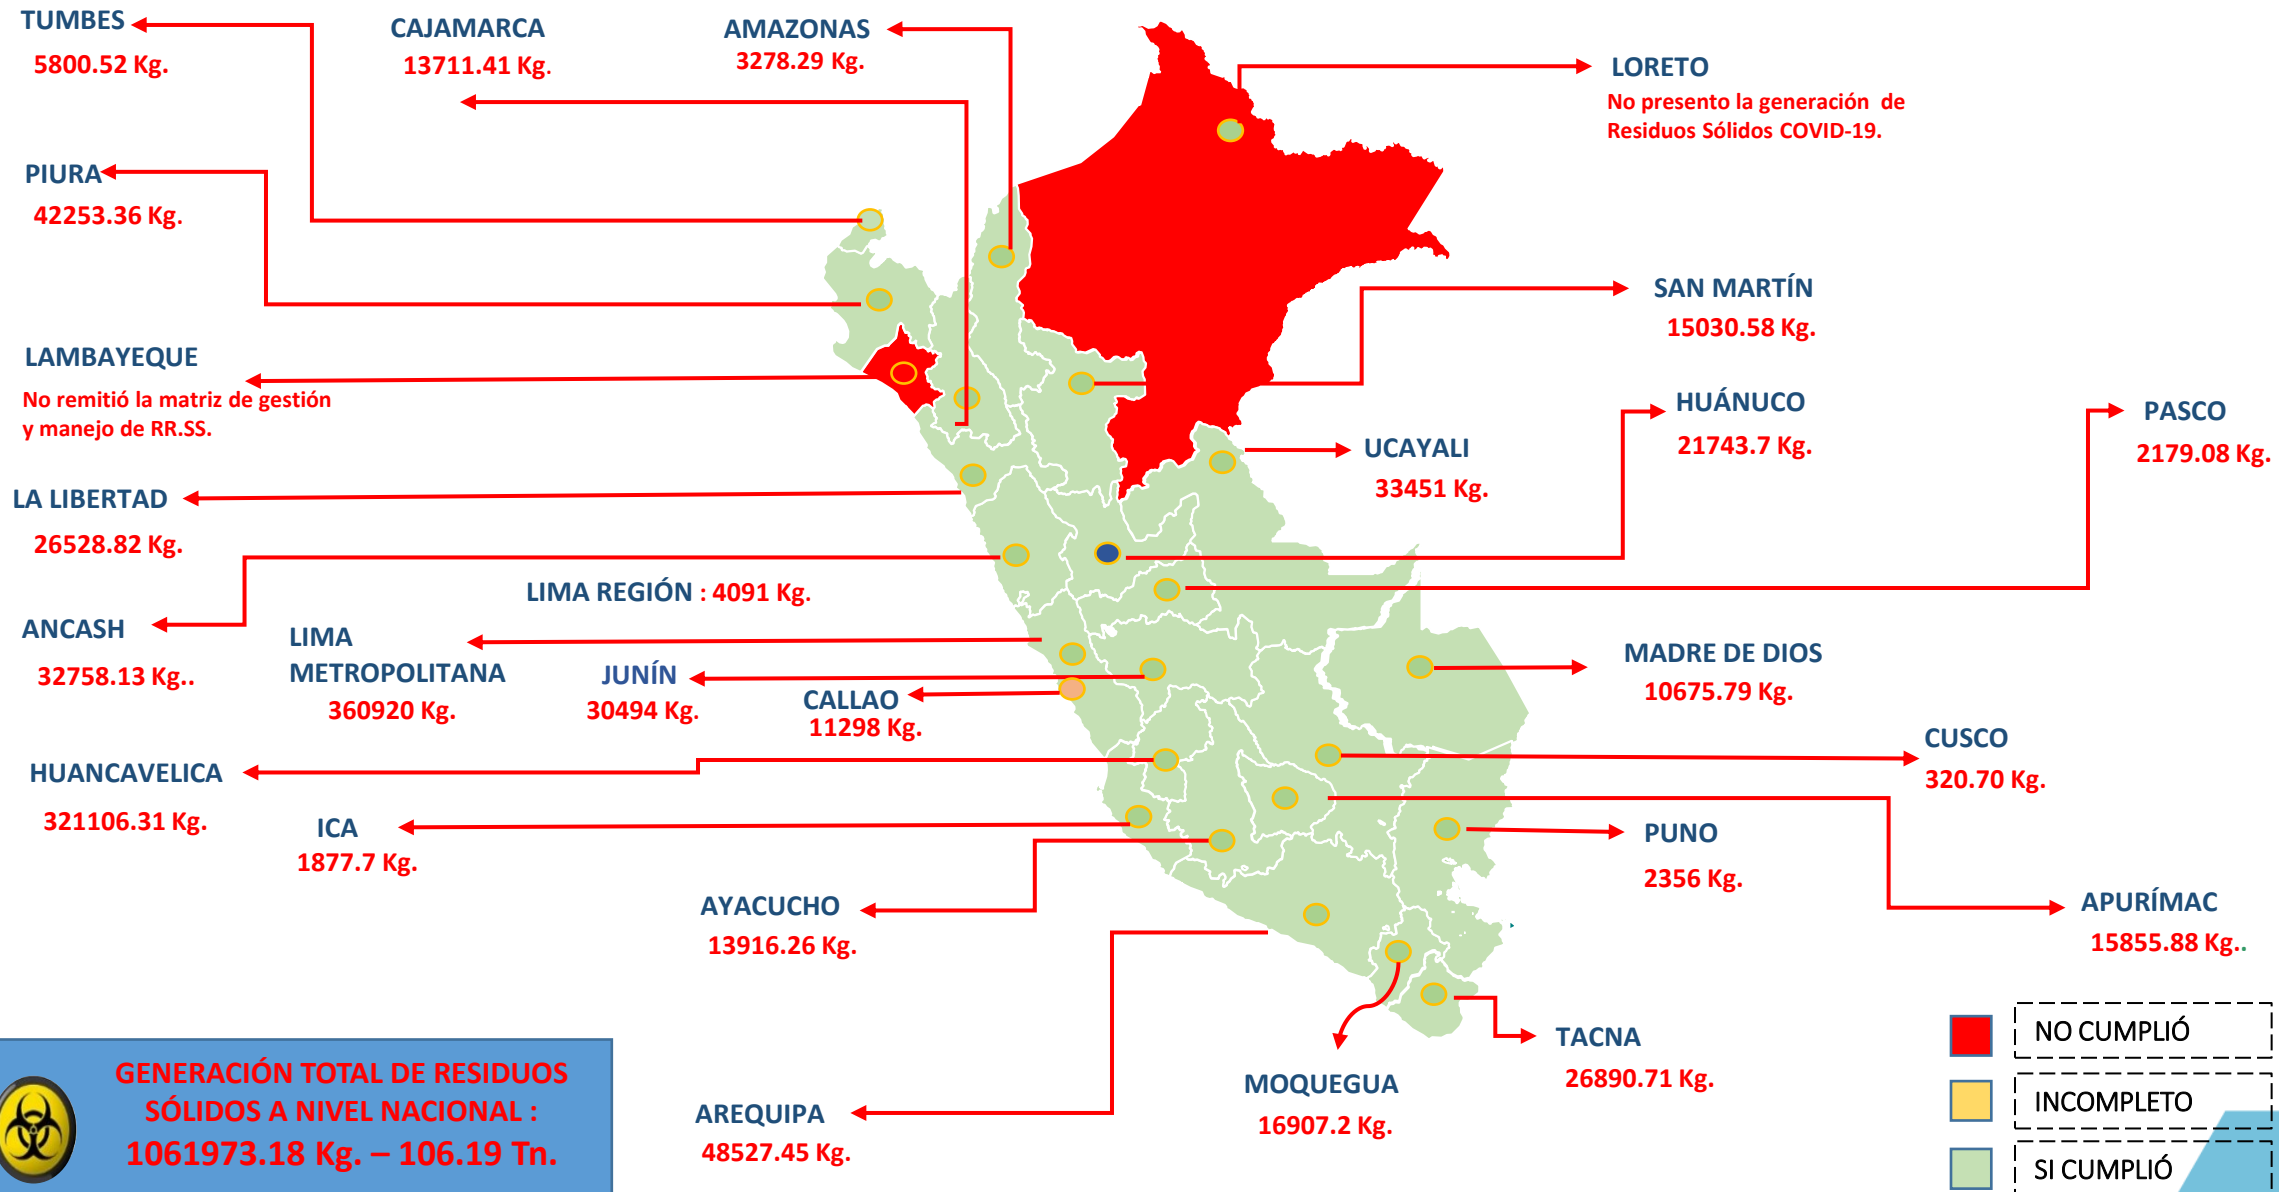 TUMBES
5800.52 Kg.
CAJAMARCA
13711.41 Kg.
AMAZONAS
3278.29 Kg.
LORETO
No presento la generación de
Residuos Sólidos COVID-19.
PIURA
42253.36 Kg.
SAN MARTÍN
15030.58 Kg.
LAMBAYEQUE
No remitió la matriz de gestión
y manejo de RR.SS.
HUÁNUCO
21743.7 Kg.
PASCO
2179.08 Kg.
UCAYALI
33451 Kg.
LA LIBERTAD
26528.82 Kg.
LIMA REGIÓN : 4091 Kg.
ANCASH
32758.13 Kg..
LIMA
METROPOLITANA
360920 Kg.
JUNÍN
30494 Kg.
CALLAO
11298 Kg.
MADRE DE DIOS
10675.79 Kg.
CUSCO
320.70 Kg.
HUANCAVELICA
321106.31 Kg.
ICA
1877.7 Kg.
PUNO
2356 Kg.
AYACUCHO
13916.26 Kg.
APURÍMAC
15855.88 Kg..
TACNA
26890.71 Kg.
MOQUEGUA
16907.2 Kg.
AREQUIPA
48527.45 Kg.
GENERACIÓN TOTAL DE RESIDUOS
SÓLIDOS A NIVEL NACIONAL :
1061973.18 Kg. – 106.19 Tn.
NO CUMPLIÓ
INCOMPLETO
SI CUMPLIÓ